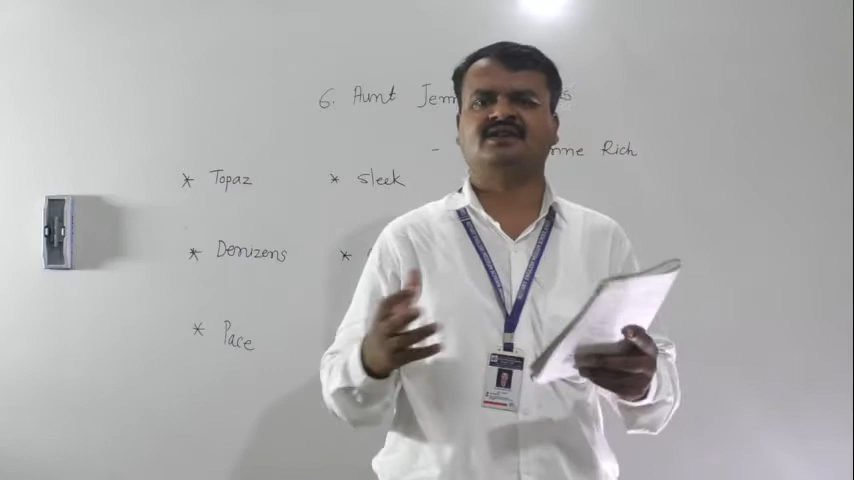 6. Aunt Jenn s
- nne Rich
* Topaz * sleek
* Denizens *
* Pace